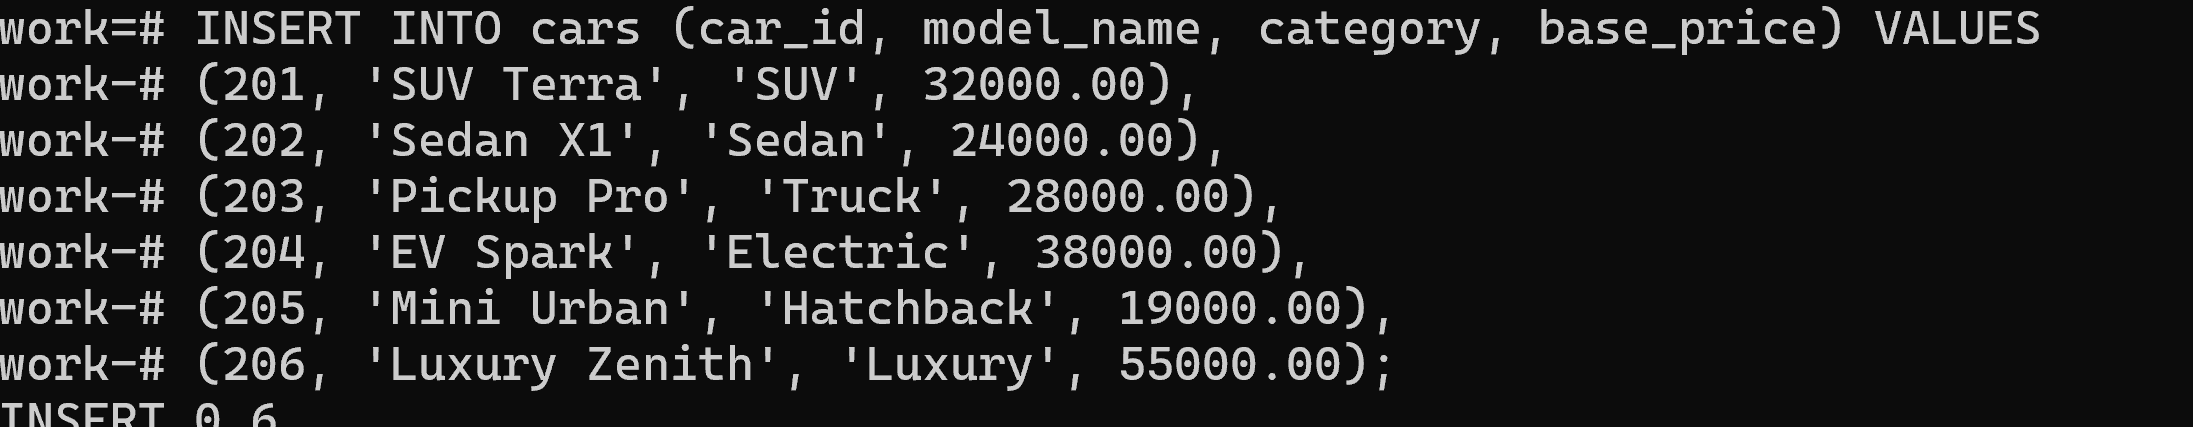 work=# INSERT INTO cars (car_id, model_name, category, base_price) VALUES
work-# (201, 'SUV Terra', 'SUV', 32000.00),
work-# (202, 'Sedan X1', 'Sedan', 24000.00),
work-# (203, 'Pickup Pro', 'Truck', 28000.00),
work-# (204, 'EV Spark', 'Electric', 38000.00),
work-# (205, 'Mini Urban', 'Hatchback', 19000.00),
work-# (206, 'Luxury Zenith', 'Luxury', 55000.00);
INSERT 0 6